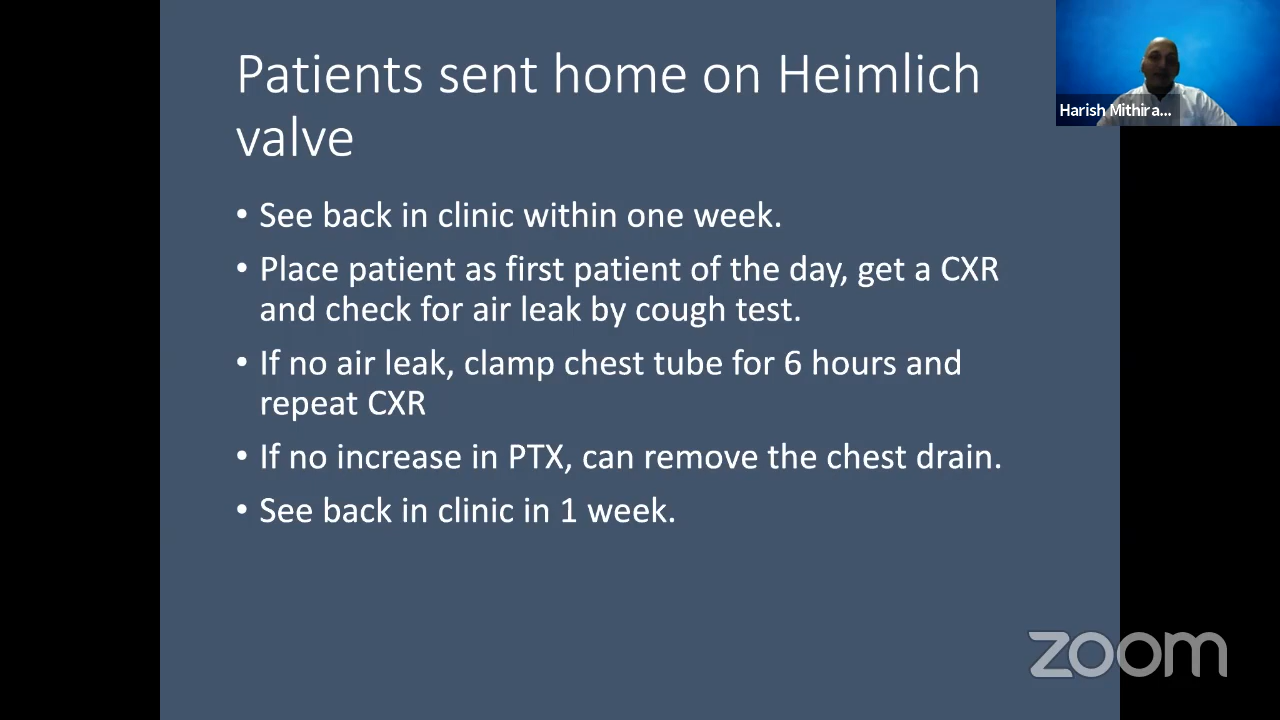 Patients sent home on Heimlich
valve
• See back in clinic within one week.
• Place patient as first patient of the day, get a CXR
and check for air leak by cough test.
• If no air leak, clamp chest tube for 6 hours and
repeat CXR
• If no increase in PTX, can remove the chest drain.
• See back in clinic in 1 week.
Harish Mithira...
zoom